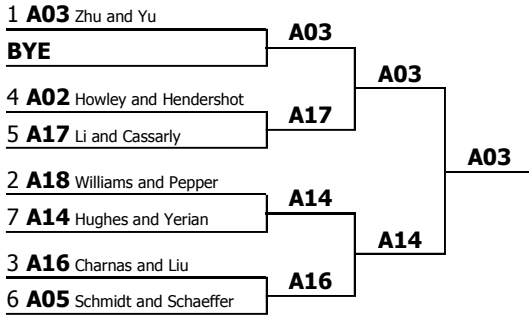 1 A03 Zhu and Yu
BYE
4 A02 Howley and Hendershot
5 A17 Li and Cassarly
2 A18 Williams and Pepper
7 A14 Hughes and Yerian
3 A16 Charnas and Liu
6 A05 Schmidt and Schaeffer
A03
A17
A14
A16
A03
A14
A03